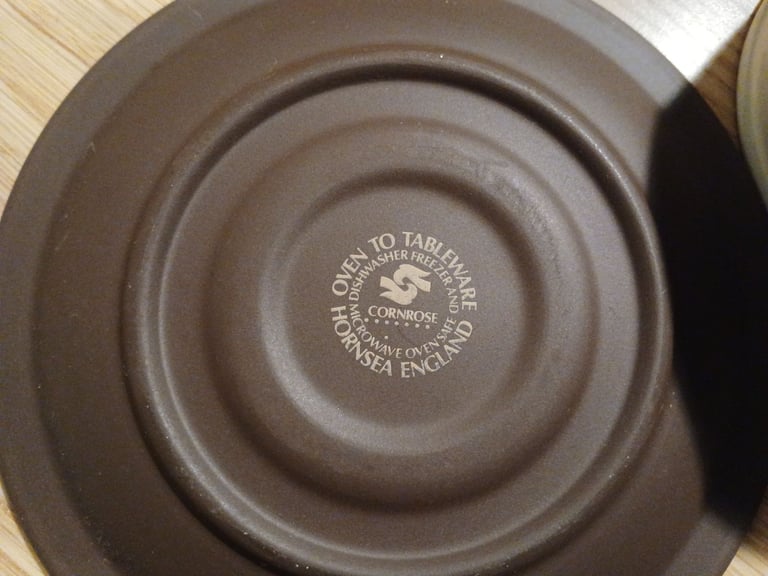 OVEN TO TABLEWARE
DISHWASHER FREEZER AND
CORNROSE
MICROWAVE OVEN SAFE
HORNSEA ENGLAND